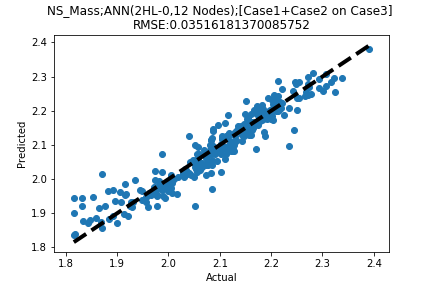 NS_Mass;ANN(2HL-0,12 Nodes);[Case1+Case2 on Case3]
RMSE:0.03516181370085752
2.4
2.3
2.2
2.1
2.0
1.9
1.8
Predicted
1.8 1.9 2.0 2.1 2.2 2.3 2.4
Actual